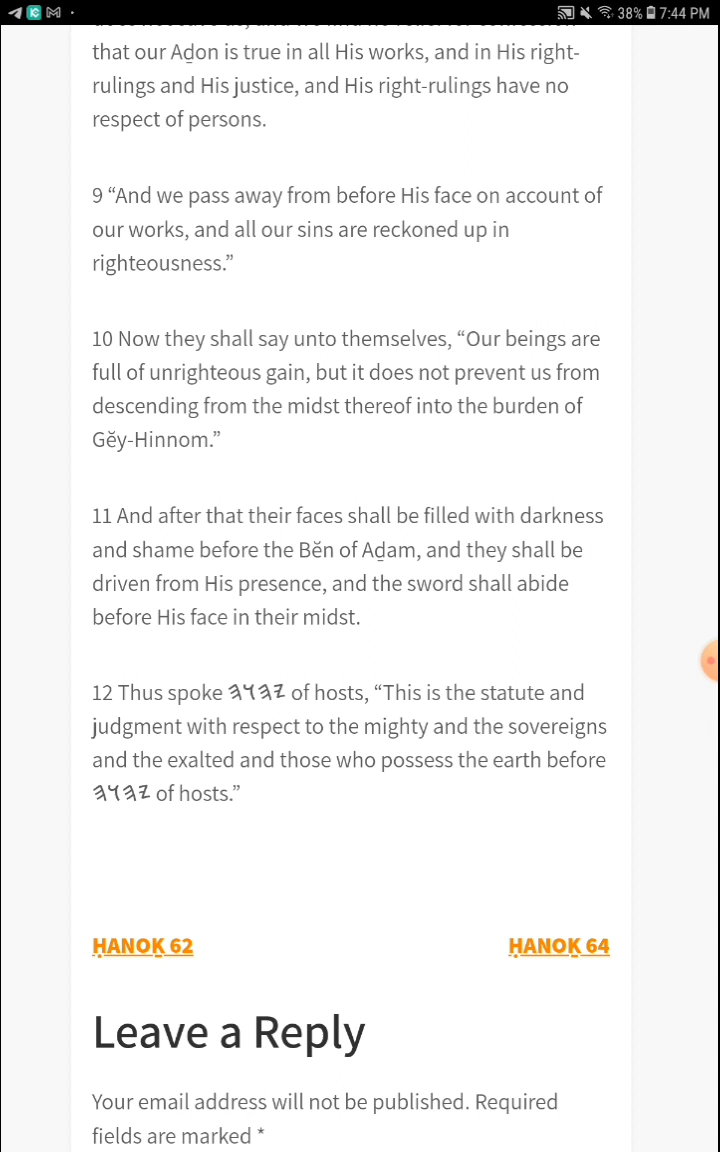 38% 7:44 PM
that our Aḏon is true in all His works, and in His right-
rulings and His justice, and His right-rulings have no
respect of persons.
9 “And we pass away from before His face on account of
our works, and all our sins are reckoned up in
righteousness.”
10 Now they shall say unto themselves, “Our beings are
full of unrighteous gain, but it does not prevent us from
descending from the midst thereof into the burden of
Gĕy-Hinnom.”
11 And after that their faces shall be filled with darkness
and shame before the Bĕn of Aḏam, and they shall be
driven from His presence, and the sword shall abide
before His face in their midst.
12 Thus spoke 𐤉𐤄𐤅𐤄 of hosts, “This is the statute and
judgment with respect to the mighty and the sovereigns
and the exalted and those who possess the earth before
𐤉𐤄𐤅𐤄 of hosts.”
ḤANOḴ 62 ḤANOḴ 64
Leave a Reply
Your email address will not be published. Required
fields are marked *